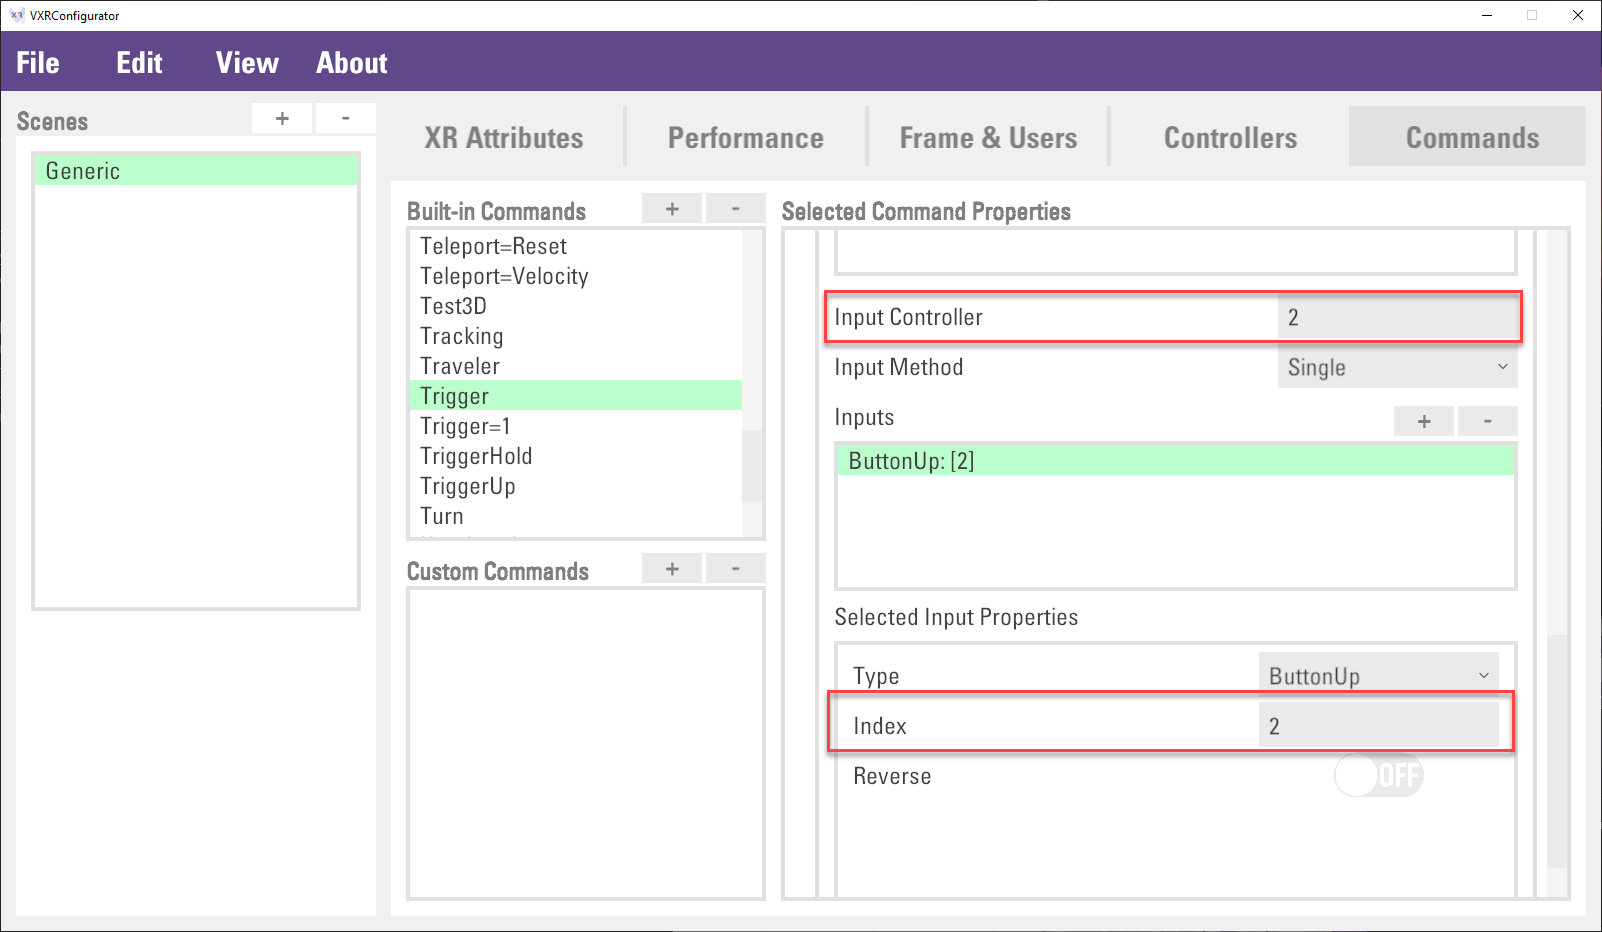 VXRConfigurator
File Edit View About
Scenes + -
Generic
XR Attributes Performance Frame & Users Controllers Commands
Built-in Commands + -
Teleport=Reset
Teleport=Velocity
Test3D
Tracking
Traveler
Trigger
Trigger=1
TriggerHold
TriggerUp
Turn
Custom Commands + -
Selected Command Properties
Input Controller 2
Input Method Single
Inputs + -
ButtonUp: [2]
Selected Input Properties
Type ButtonUp
Index 2
Reverse OFF